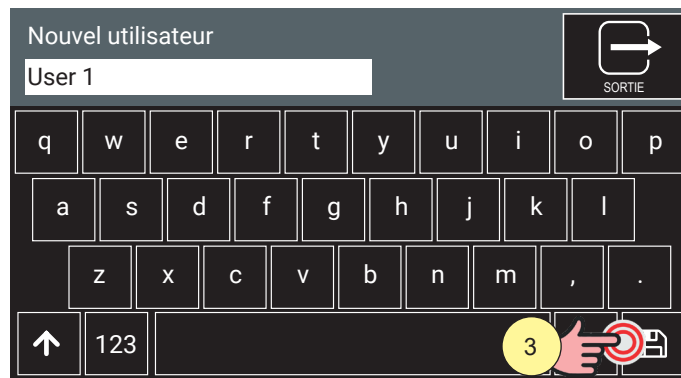 Nouvel utilisateur
User 1
SORTIE
q w e r t y u i o p
a s d f g h j k l
z x c v b n m , .
123 3